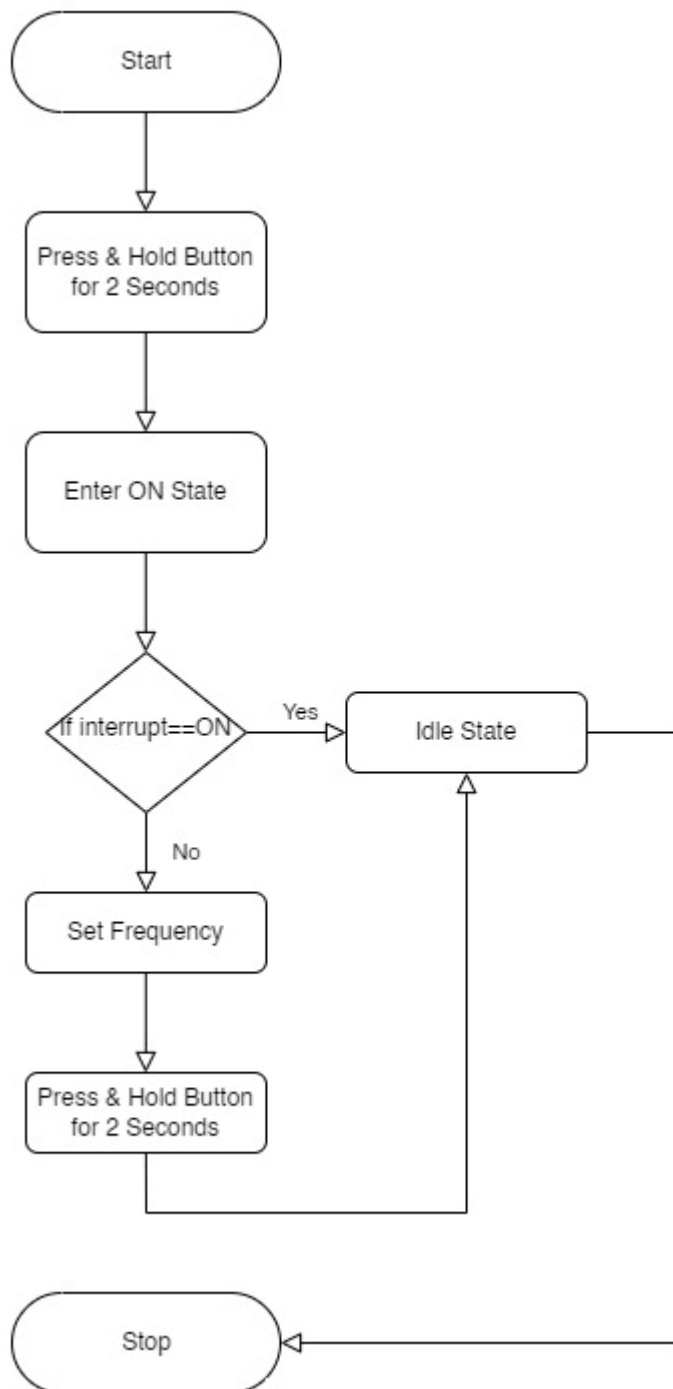 Start
Press & Hold Button
for 2 Seconds
Enter ON State
If interrupt==ON
Yes
Idle State
No
Set Frequency
Press & Hold Button
for 2 Seconds
Stop